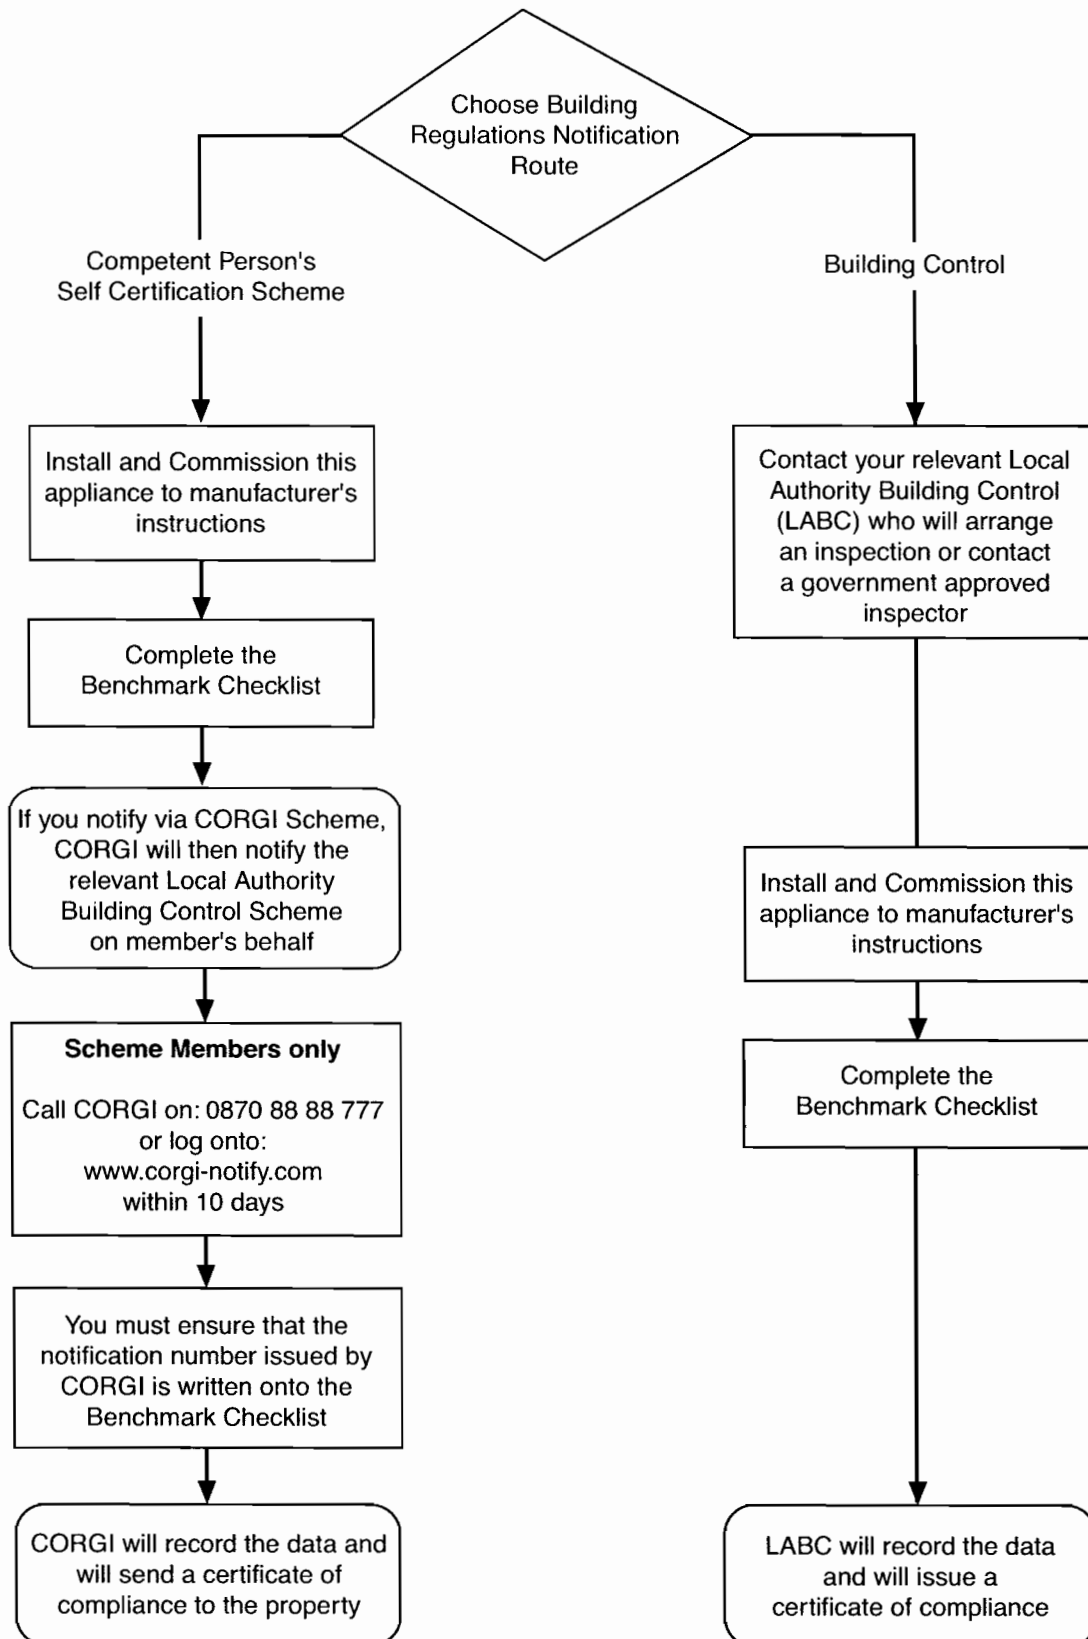 Choose Building
Regulations Notification
Route
Competent Person's
Self Certification Scheme
Building Control
Install and Commission this
appliance to manufacturer's
instructions
Complete the
Benchmark Checklist
If you notify via CORGI Scheme,
CORGI will then notify the
relevant Local Authority
Building Control Scheme
on member's behalf
Scheme Members only
Call CORGI on: 0870 88 88 777
or log onto:
www.corgi-notify.com
within 10 days
You must ensure that the
notification number issued by
CORGI is written onto the
Benchmark Checklist
CORGI will record the data and
will send a certificate of
compliance to the property
Contact your relevant Local
Authority Building Control
(LABC) who will arrange
an inspection or contact
a government approved
inspector
Install and Commission this
appliance to manufacturer's
instructions
Complete the
Benchmark Checklist
LABC will record the data
and will issue a
certificate of compliance